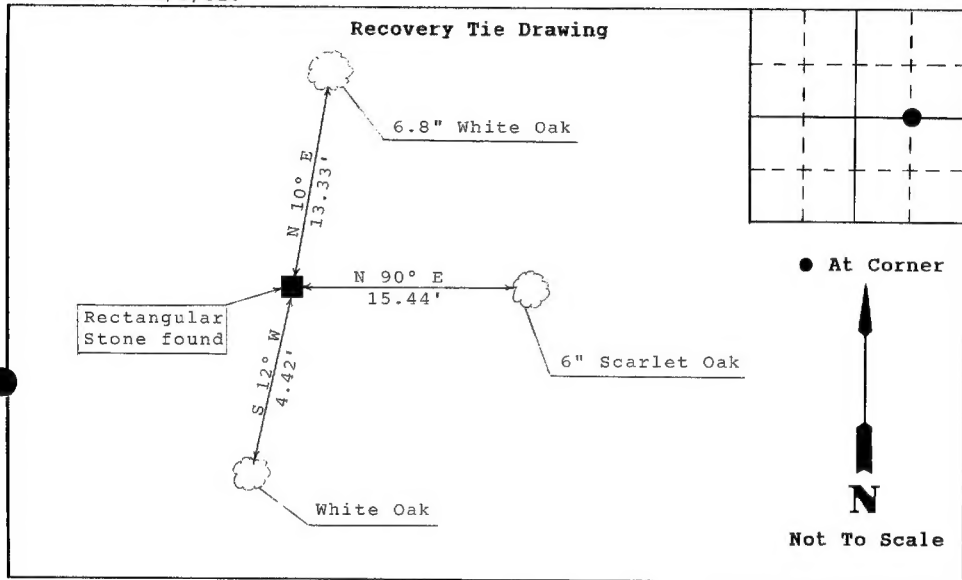 Recovery Tie Drawing
6.8" White Oak
N 10° E
13.33'
N 90° E
15.44'
● At Corner
Rectangular
Stone found
S 12° W
4.42'
6" Scarlet Oak
White Oak
N
Not To Scale